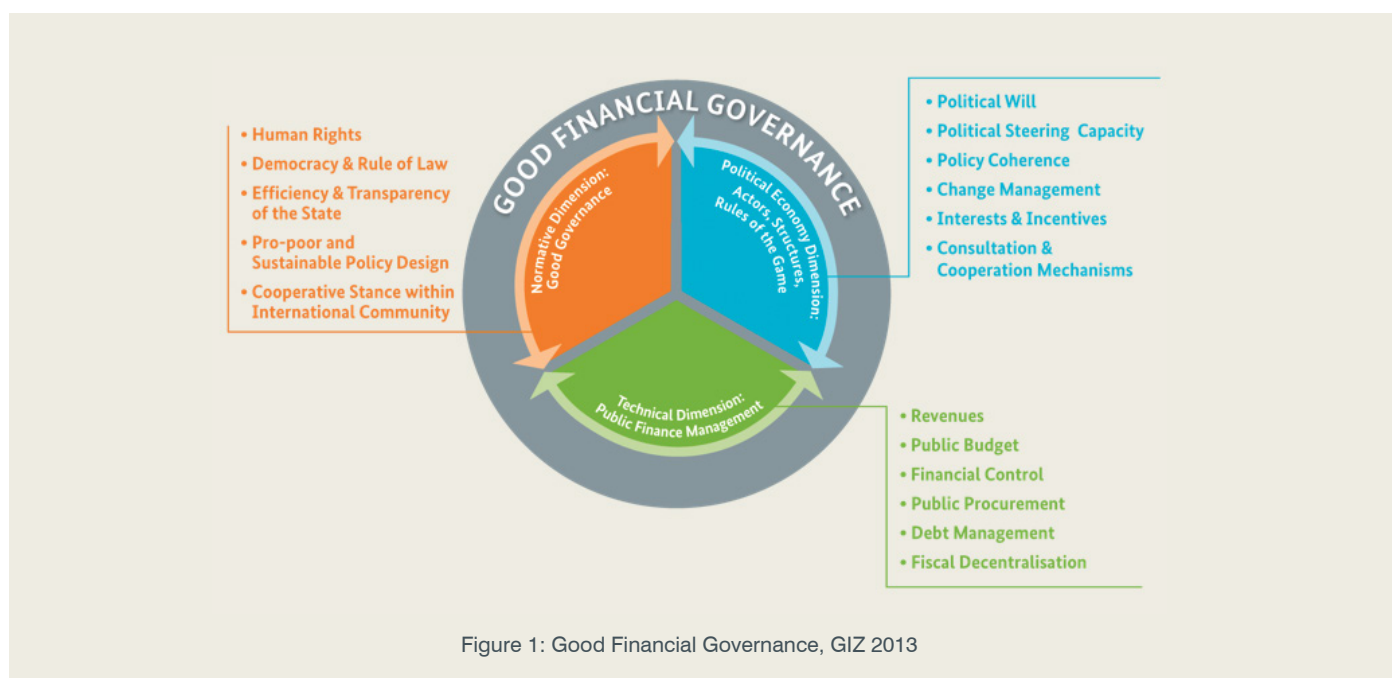 GOOD FINANCIAL GOVERNANCE
• Human Rights
• Democracy & Rule of Law
• Efficiency & Transparency
of the State
• Pro-poor and
Sustainable Policy Design
• Cooperative Stance within
International Community
Normative Dimension:
Good Governance
Political Economy Dimension:
Actors, Structures,
Rules of the Game
• Political Will
• Political Steering Capacity
• Policy Coherence
• Change Management
• Interests & Incentives
• Consultation &
Cooperation Mechanisms
Technical Dimension:
Public Finance Management
• Revenues
• Public Budget
• Financial Control
• Public Procurement
• Debt Management
• Fiscal Decentralisation
Figure 1: Good Financial Governance, GIZ 2013